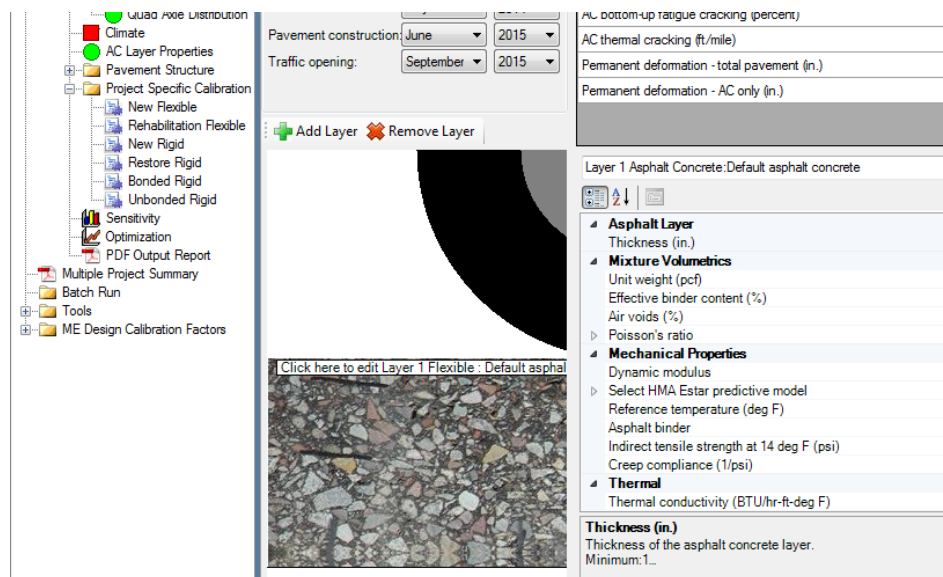 Quad Axle Distribution
Climate
AC Layer Properties
Pavement Structure
Project Specific Calibration
New Flexible
Rehabilitation Flexible
New Rigid
Restore Rigid
Bonded Rigid
Unbonded Rigid
Sensitivity
Optimization
PDF Output Report
Multiple Project Summary
Batch Run
Tools
ME Design Calibration Factors
Pavement construction: June 2015
Traffic opening: September 2015
Add Layer Remove Layer
Click here to edit Layer 1 Flexible : Default asphal
AC bottom-up fatigue cracking (percent)
AC thermal cracking (ft/mile)
Permanent deformation - total pavement (in.)
Permanent deformation - AC only (in.)
Layer 1 Asphalt Concrete:Default asphalt concrete
Asphalt Layer
Thickness (in.)
Mixture Volumetrics
Unit weight (pcf)
Effective binder content (%)
Air voids (%)
Poisson's ratio
Mechanical Properties
Dynamic modulus
Select HMA Estar predictive model
Reference temperature (deg F)
Asphalt binder
Indirect tensile strength at 14 deg F (psi)
Creep compliance (1/psi)
Thermal
Thermal conductivity (BTU/hr-ft-deg F)
Thickness (in.)
Thickness of the asphalt concrete layer.
Minimum:1...